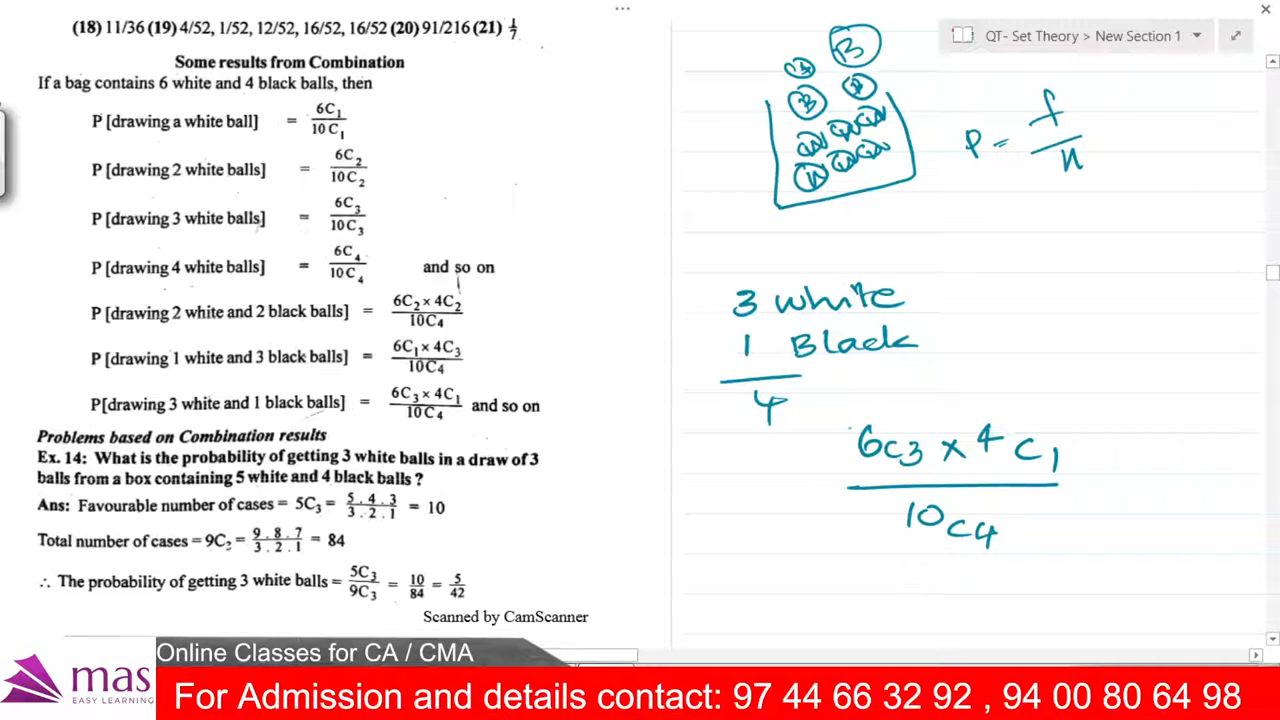 (18) 11/36 (19) 4/52, 1/52, 12/52, 16/52, 16/52 (20) 91/216 (21) 1/7
Some results from Combination
If a bag contains 6 white and 4 black balls, then
P [drawing a white ball] = 6C1 / 10C1
P [drawing 2 white balls] = 6C2 / 10C2
P [drawing 3 white balls] = 6C3 / 10C3
P [drawing 4 white balls] = 6C4 / 10C4 and so on
P [drawing 2 white and 2 black balls] = 6C2 × 4C2 / 10C4
P [drawing 1 white and 3 black balls] = 6C1 × 4C3 / 10C4
P[drawing 3 white and 1 black balls] = 6C3 × 4C1 / 10C4 and so on
Problems based on Combination results
Ex. 14: What is the probability of getting 3 white balls in a draw of 3
balls from a box containing 5 white and 4 black balls ?
Ans: Favourable number of cases = 5C3 = 5 . 4 . 3 / 3 . 2 . 1 = 10
Total number of cases = 9C3 = 9 . 8 . 7 / 3 . 2 . 1 = 84
∴ The probability of getting 3 white balls = 5C3 / 9C3 = 10 / 84 = 5 / 42
Scanned by CamScanner
QT- Set Theory > New Section 1
B
B
B
W
P = f / n
3 white
1 Black
4
6C3 × 4C1
10C4
mas
EASY LEARNING
Online Classes for CA / CMA
For Admission and details contact: 97 44 66 32 92 , 94 00 80 64 98